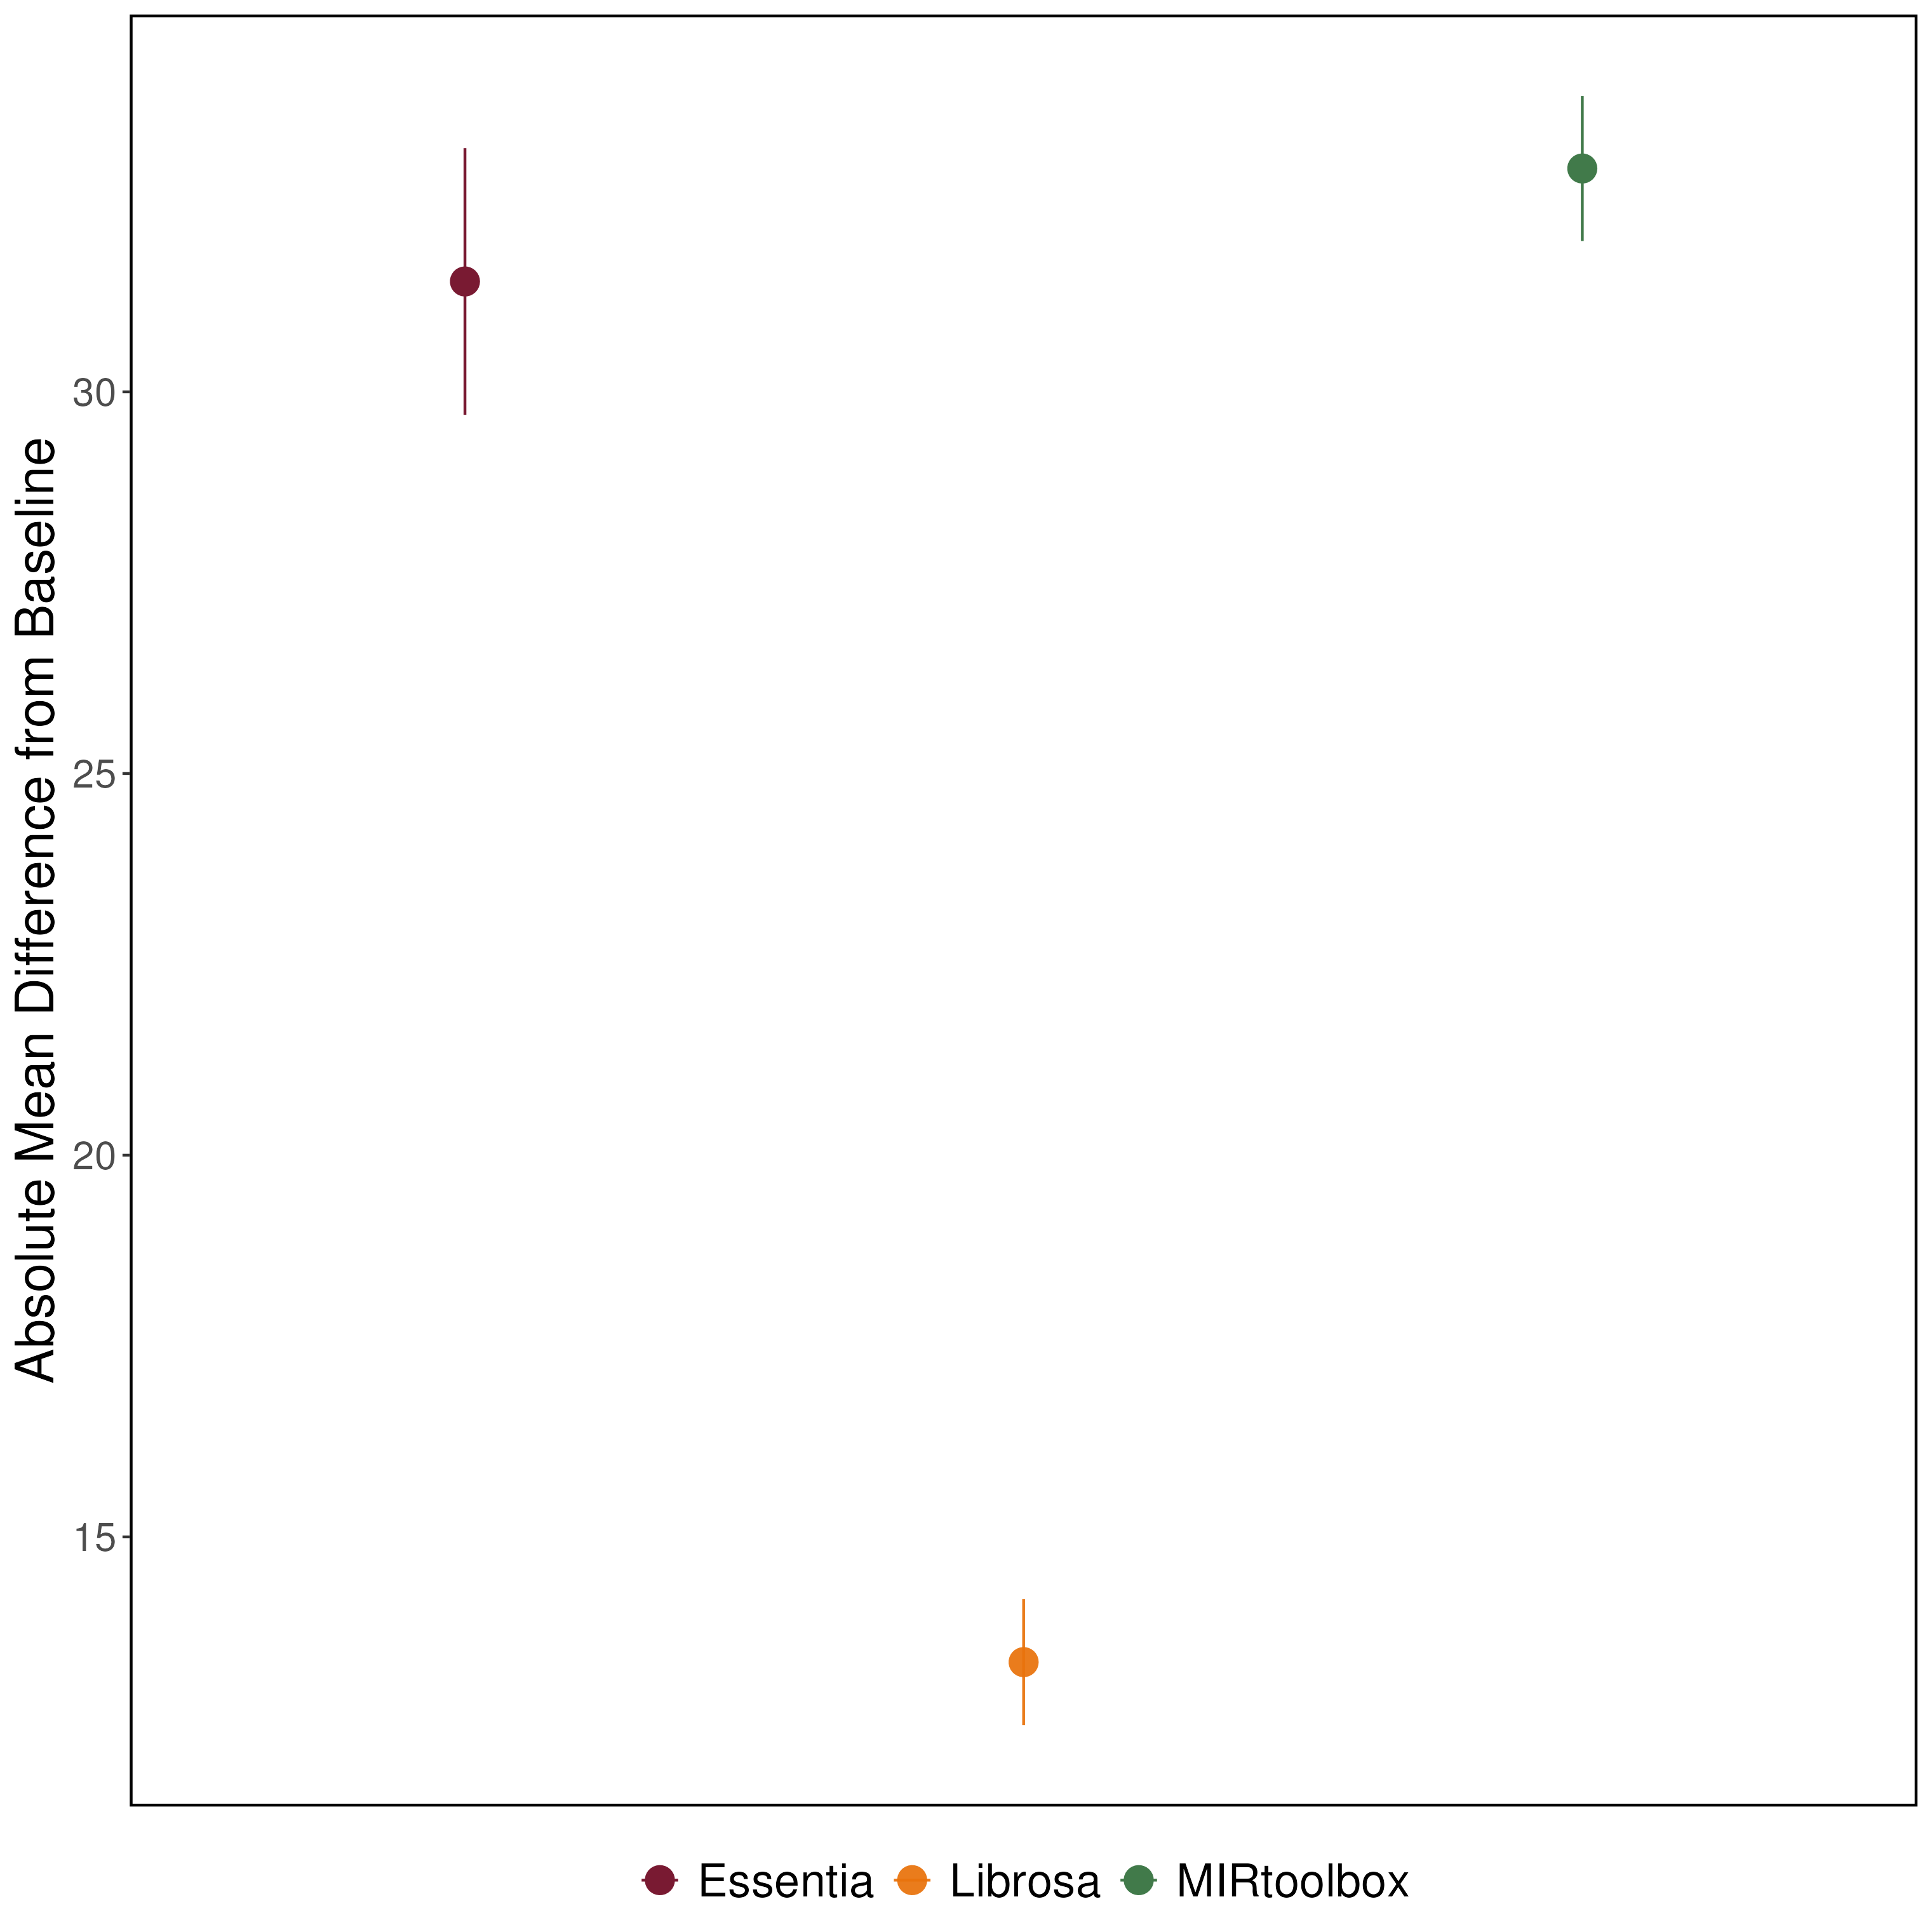 Absolute Mean Difference from Baseline
30
25
20
15
Essentia Librosa MIRtoolbox